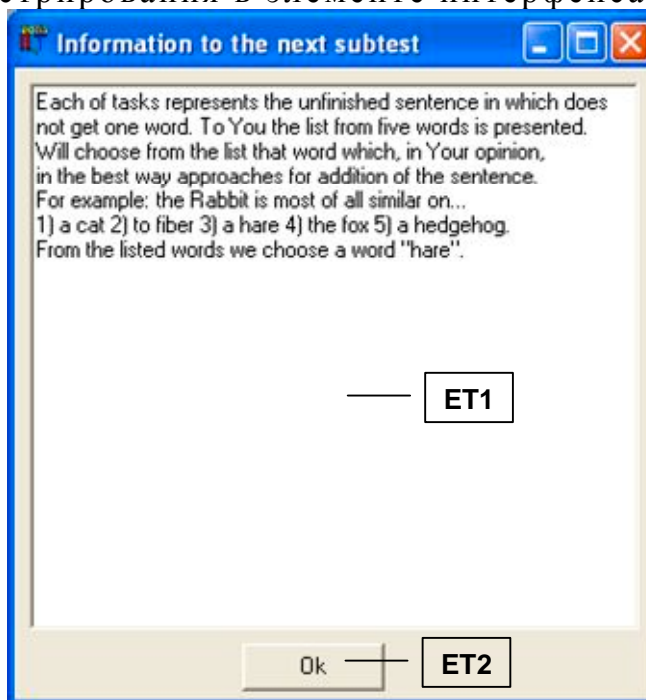 стрирования в элементе интерфейса
Information to the next subtest
Each of tasks represents the unfinished sentence in which does
not get one word. To You the list from five words is presented.
Will choose from the list that word which, in Your opinion,
in the best way approaches for addition of the sentence.
For example: the Rabbit is most of all similar on...
1) a cat 2) to fiber 3) a hare 4) the fox 5) a hedgehog.
From the listed words we choose a word "hare".
ET1
Ok
ET2